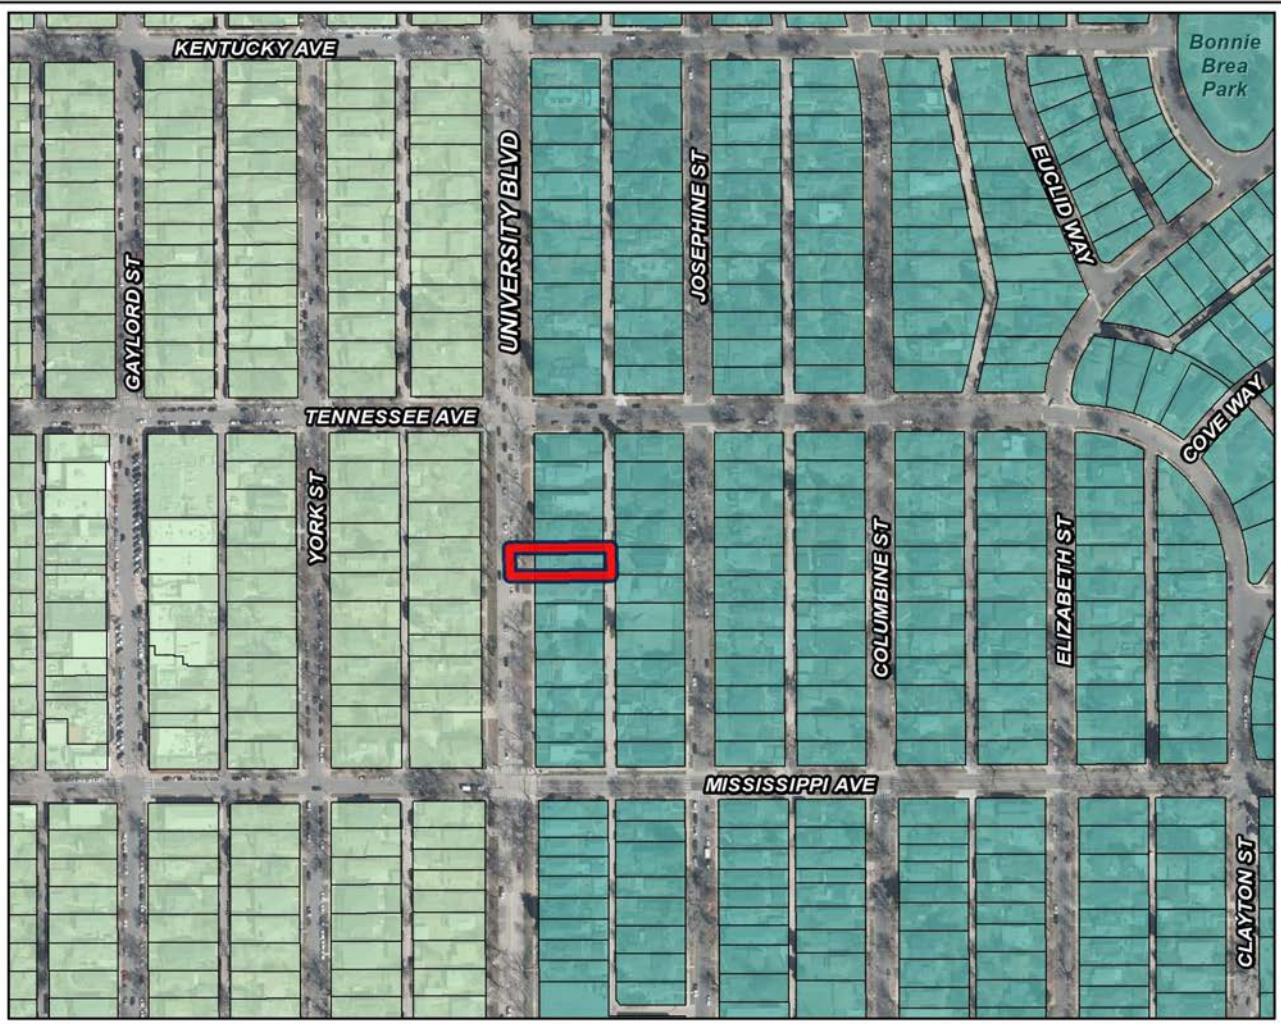 KENTUCKY AVE
Bonnie
Brea
Park
UNIVERSITY BLVD
JOSEPHINE ST
EUCLID WAY
GAYLORD ST
TENNESSEE AVE
COVE WAY
YORK ST
COLUMBINE ST
ELIZABETH ST
MISSISSIPPI AVE
CLAYTON ST